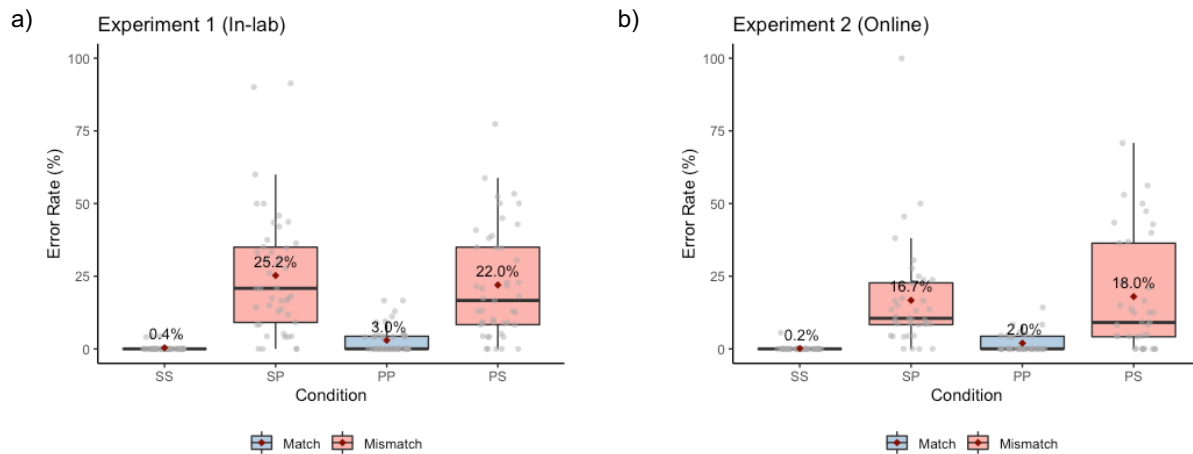 a)
Experiment 1 (In-lab)
Error Rate (%)
100
75
50
25
0
0.4%
25.2%
3.0%
22.0%
SS SP PP PS
Condition
Match Mismatch
b)
Experiment 2 (Online)
Error Rate (%)
100
75
50
25
0
0.2%
16.7%
2.0%
18.0%
SS SP PP PS
Condition
Match Mismatch